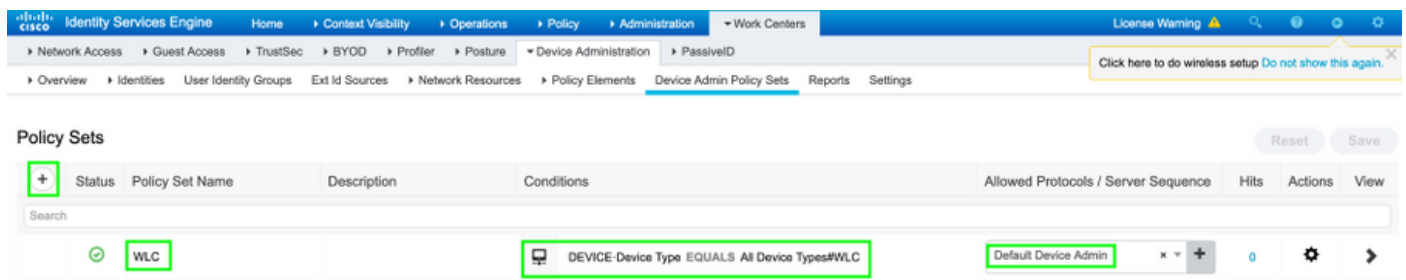 cisco Identity Services Engine Home Context Visibility Operations Policy Administration Work Centers License Warning
Network Access Guest Access TrustSec BYOD Profiler Posture Device Administration PassiveID
Click here to do wireless setup Do not show this again.
Overview Identities User Identity Groups Ext Id Sources Network Resources Policy Elements Device Admin Policy Sets Reports Settings
Policy Sets Reset Save
+ Status Policy Set Name Description Conditions Allowed Protocols / Server Sequence Hits Actions View
Search
WLC DEVICE-Device Type EQUALS All Device Types#WLC Default Device Admin × + 0